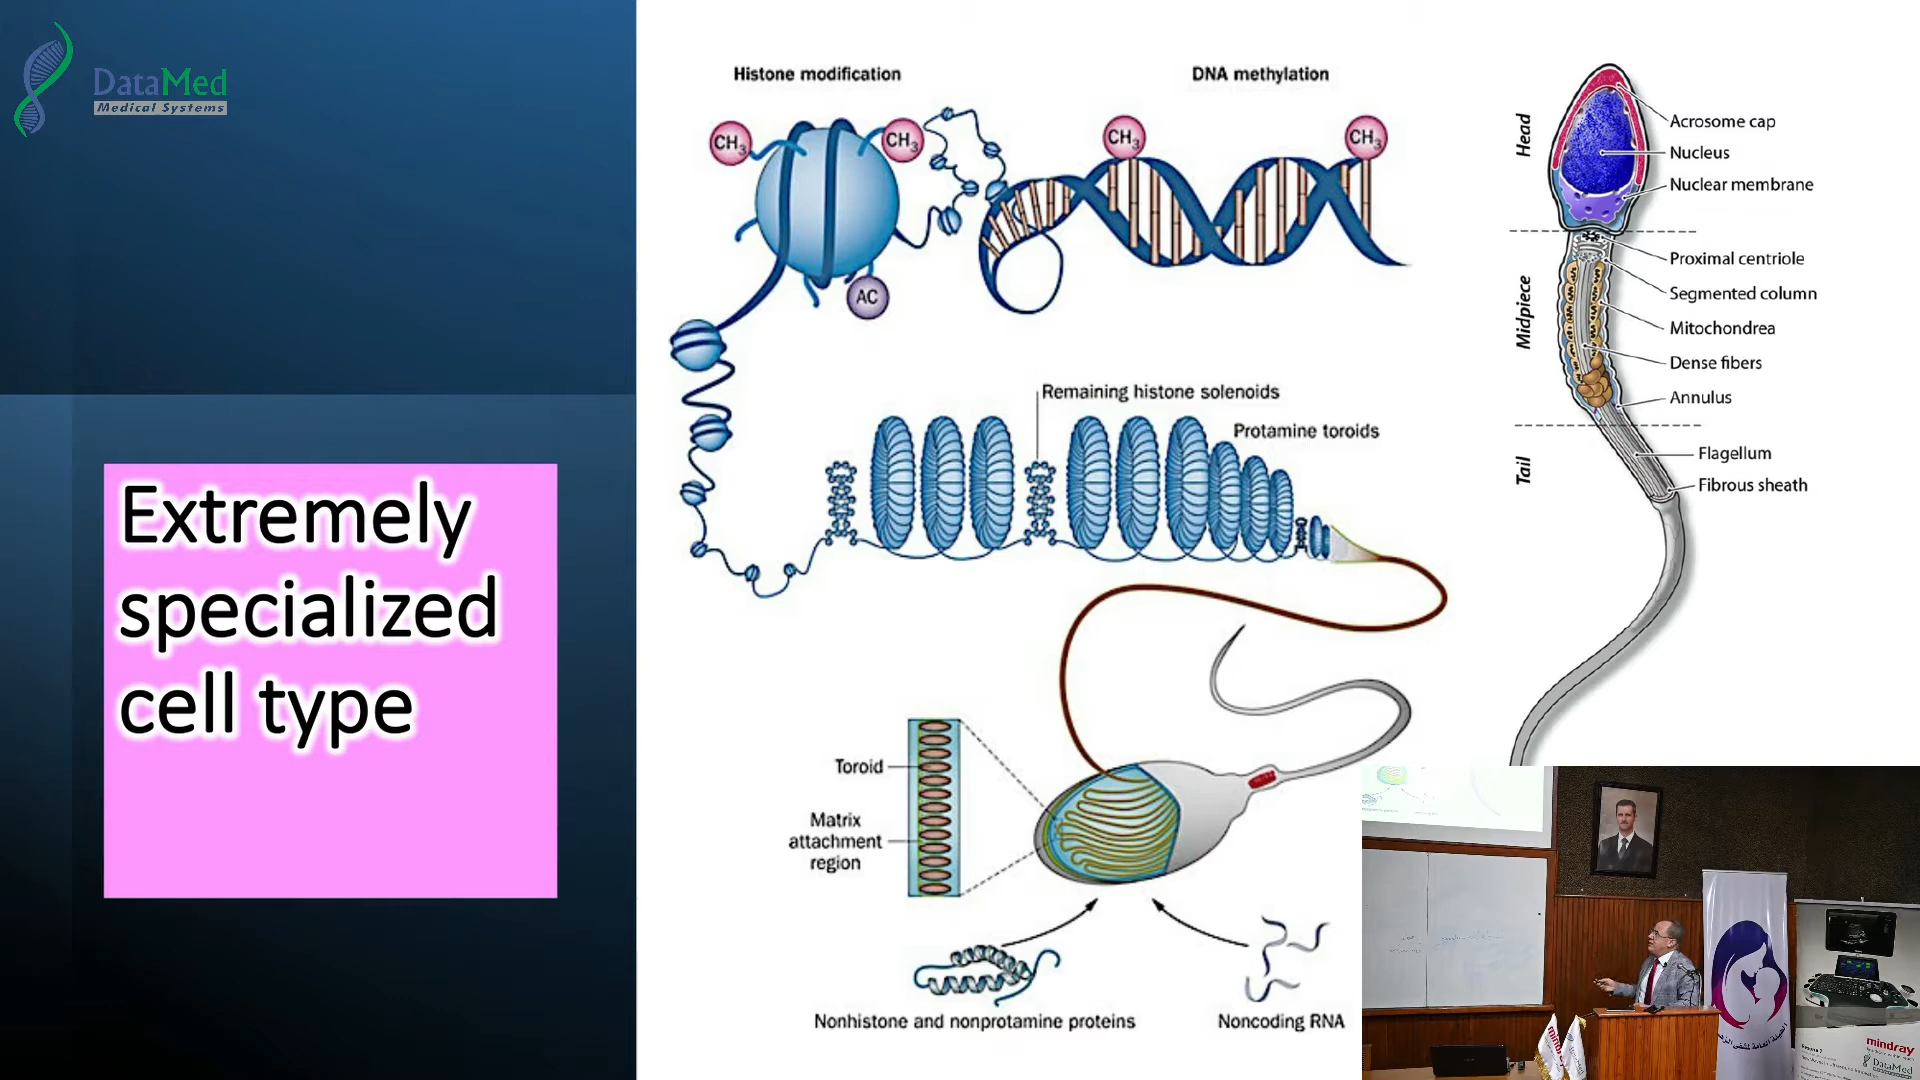 DataMed
Medical Systems
Extremely
specialized
cell type
Histone modification
DNA methylation
CH3
CH3
CH3
CH3
AC
Remaining histone solenoids
Protamine toroids
Toroid
Matrix
attachment
region
Nonhistone and nonprotamine proteins
Noncoding RNA
Head
Acrosome cap
Nucleus
Nuclear membrane
Midpiece
Proximal centriole
Segmented column
Mitochondrea
Dense fibers
Annulus
Tail
Flagellum
Fibrous sheath
mindray
DataMed